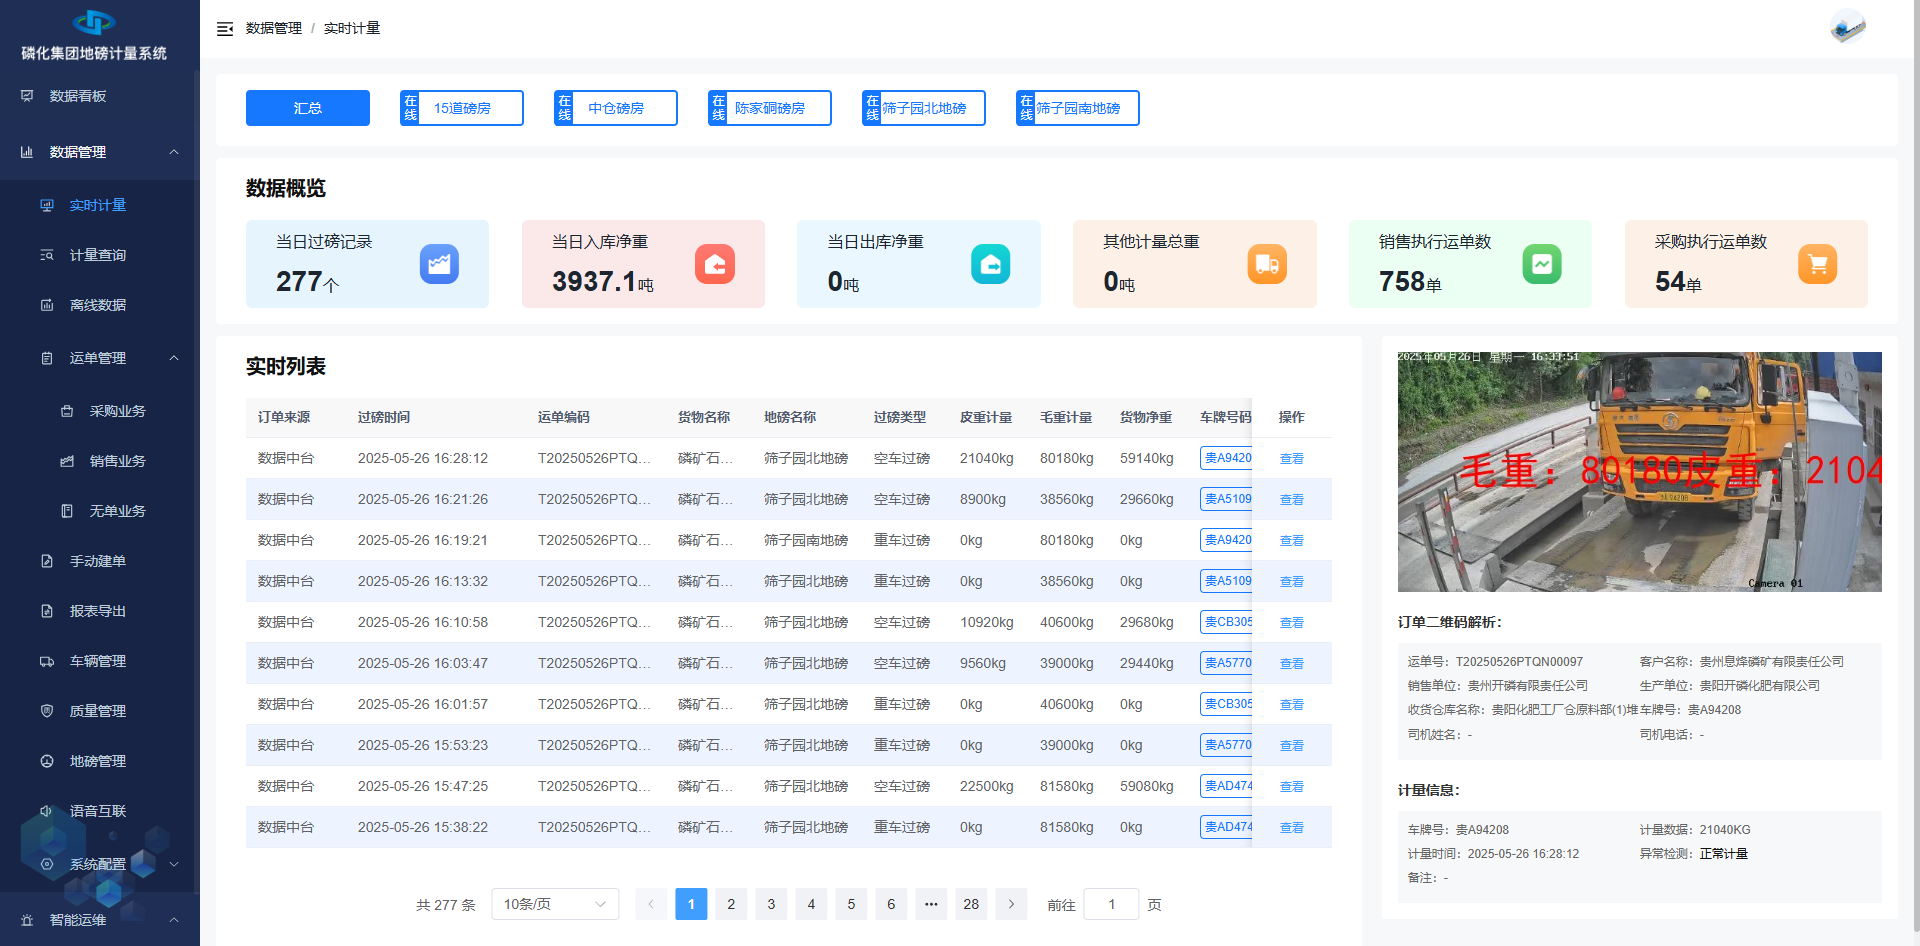 磷化集团地磅计量系统
数据看板
数据管理
实时计量
计量查询
离线数据
运单管理
采购业务
销售业务
无单业务
手动建单
报表导出
车辆管理
质量管理
地磅管理
语音互联
系统配置
智能运维
数据管理 / 实时计量
汇总
在线 15道磅房
在线 中仓磅房
在线 陈家硐磅房
在线 筛子园北地磅
在线 筛子园南地磅
数据概览
当日过磅记录
277个
当日入库净重
3937.1吨
当日出库净重
0吨
其他计量总重
0吨
销售执行运单数
758单
采购执行运单数
54单
实时列表
订单来源 过磅时间 运单编码 货物名称 地磅名称 过磅类型 皮重计量 毛重计量 货物净重 车牌号码 操作
数据中台 2025-05-26 16:28:12 T20250526PTQ... 磷矿石... 筛子园北地磅 空车过磅 21040kg 80180kg 59140kg 贵A9420 查看
数据中台 2025-05-26 16:21:26 T20250526PTQ... 磷矿石... 筛子园北地磅 空车过磅 8900kg 38560kg 29660kg 贵A5109 查看
数据中台 2025-05-26 16:19:21 T20250526PTQ... 磷矿石... 筛子园南地磅 重车过磅 0kg 80180kg 0kg 贵A9420 查看
数据中台 2025-05-26 16:13:32 T20250526PTQ... 磷矿石... 筛子园北地磅 重车过磅 0kg 38560kg 0kg 贵A5109 查看
数据中台 2025-05-26 16:10:58 T20250526PTQ... 磷矿石... 筛子园北地磅 空车过磅 10920kg 40600kg 29680kg 贵CB305 查看
数据中台 2025-05-26 16:03:47 T20250526PTQ... 磷矿石... 筛子园北地磅 空车过磅 9560kg 39000kg 29440kg 贵A5770 查看
数据中台 2025-05-26 16:01:57 T20250526PTQ... 磷矿石... 筛子园北地磅 重车过磅 0kg 40600kg 0kg 贵CB305 查看
数据中台 2025-05-26 15:53:23 T20250526PTQ... 磷矿石... 筛子园北地磅 重车过磅 0kg 39000kg 0kg 贵A5770 查看
数据中台 2025-05-26 15:47:25 T20250526PTQ... 磷矿石... 筛子园北地磅 空车过磅 22500kg 81580kg 59080kg 贵AD474 查看
数据中台 2025-05-26 15:38:22 T20250526PTQ... 磷矿石... 筛子园北地磅 重车过磅 0kg 81580kg 0kg 贵AD474 查看
共 277 条 10条/页 1 2 3 4 5 6 ••• 28 前往 1 页
2025年05月26日 星期一 16:33:51
毛重：80180皮重：2104
Camera 01
订单二维码解析：
运单号：T20250526PTQN00097 客户名称：贵州息烽磷矿有限责任公司
销售单位：贵州开磷有限责任公司 生产单位：贵阳开磷化肥有限公司
收货仓库名称：贵阳化肥工厂仓原料部(1)堆 车牌号：贵A94208
司机姓名：- 司机电话：-
计量信息：
车牌号：贵A94208 计量数据：21040KG
计量时间：2025-05-26 16:28:12 异常检测：正常计量
备注：-